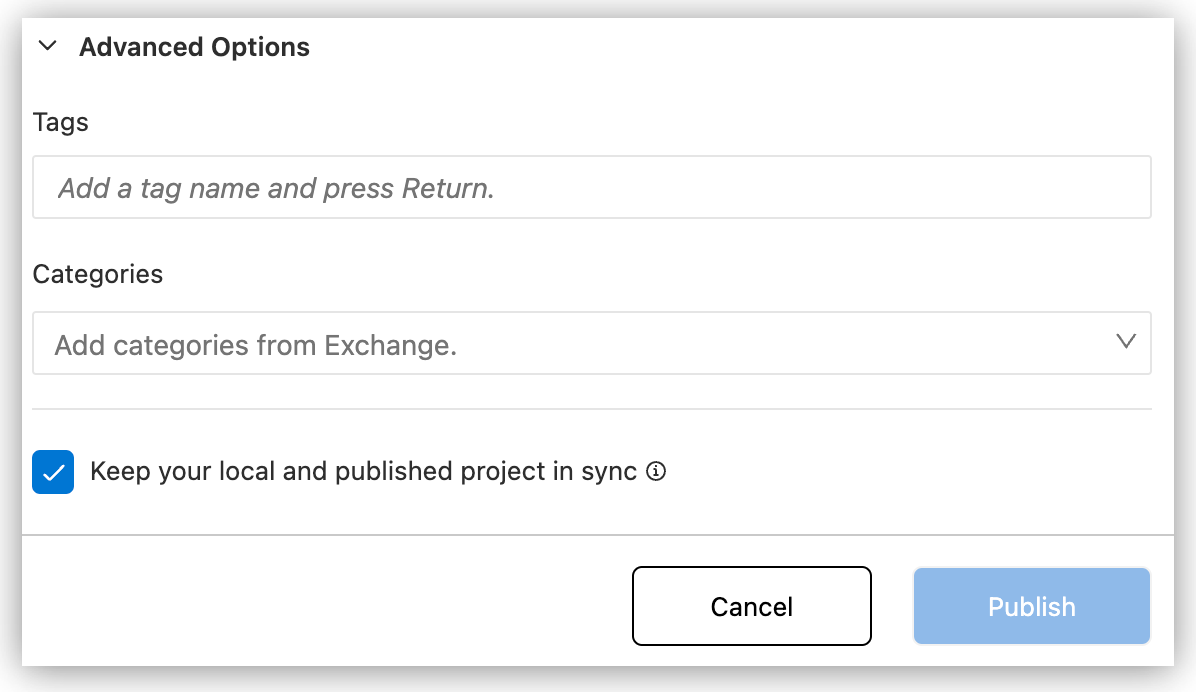 Advanced Options
Tags
Add a tag name and press Return.
Categories
Add categories from Exchange.
Keep your local and published project in sync
Cancel
Publish